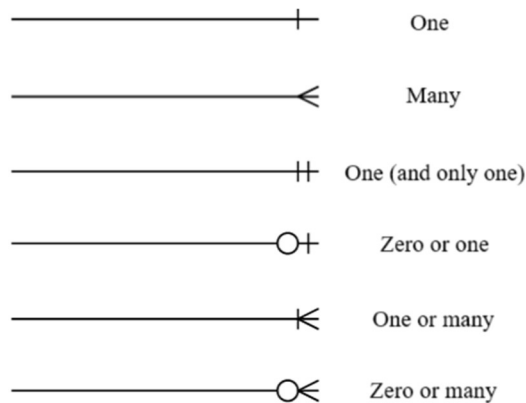 One
Many
One (and only one)
Zero or one
One or many
Zero or many